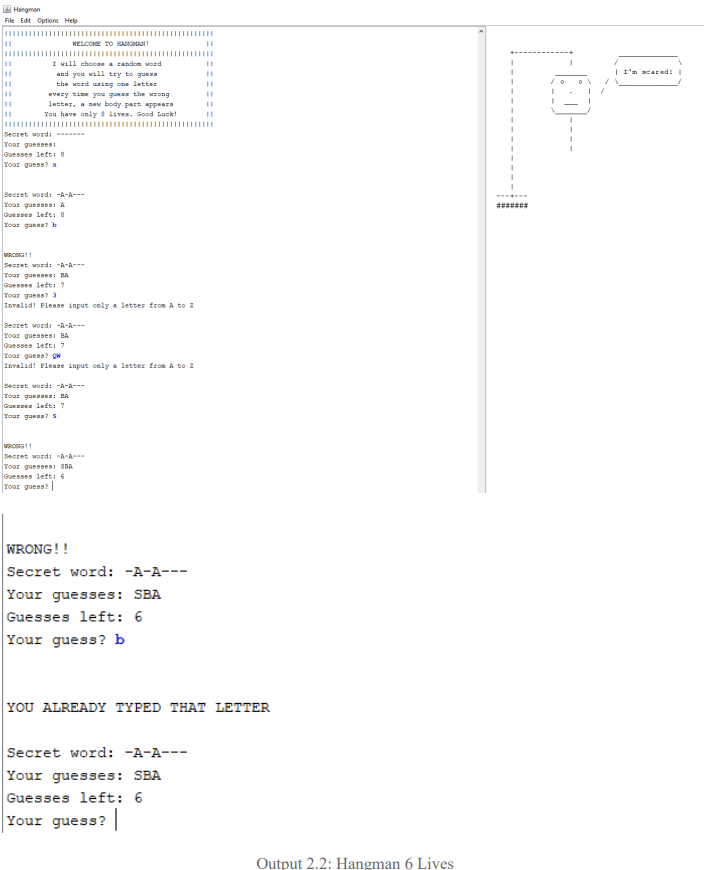 Hangman
File Edit Options Help
||||||||||||||||||||||||||||||||||||||||||||
|| WELCOME TO HANGMAN! ||
||||||||||||||||||||||||||||||||||||||||||||
|| I will choose a random word ||
|| and you will try to guess ||
|| the word using one letter ||
|| every time you guess the wrong ||
|| letter, a new body part appears ||
|| You have only 8 lives. Good Luck! ||
||||||||||||||||||||||||||||||||||||||||||||
Secret word: -------
Your guesses:
Guesses left: 8
Your guess? a
Secret word: -A-A---
Your guesses: A
Guesses left: 8
Your guess? b
WRONG!!
Secret word: -A-A---
Your guesses: BA
Guesses left: 7
Your guess? 3
Invalid! Please input only a letter from A to Z
Secret word: -A-A---
Your guesses: BA
Guesses left: 7
Your guess? QW
Invalid! Please input only a letter from A to Z
Secret word: -A-A---
Your guesses: BA
Guesses left: 7
Your guess? S
WRONG!!
Secret word: -A-A---
Your guesses: SBA
Guesses left: 6
Your guess?
| I'm scared! |
#######
WRONG!!
Secret word: -A-A---
Your guesses: SBA
Guesses left: 6
Your guess? b
YOU ALREADY TYPED THAT LETTER
Secret word: -A-A---
Your guesses: SBA
Guesses left: 6
Your guess?
Output 2.2: Hangman 6 Lives